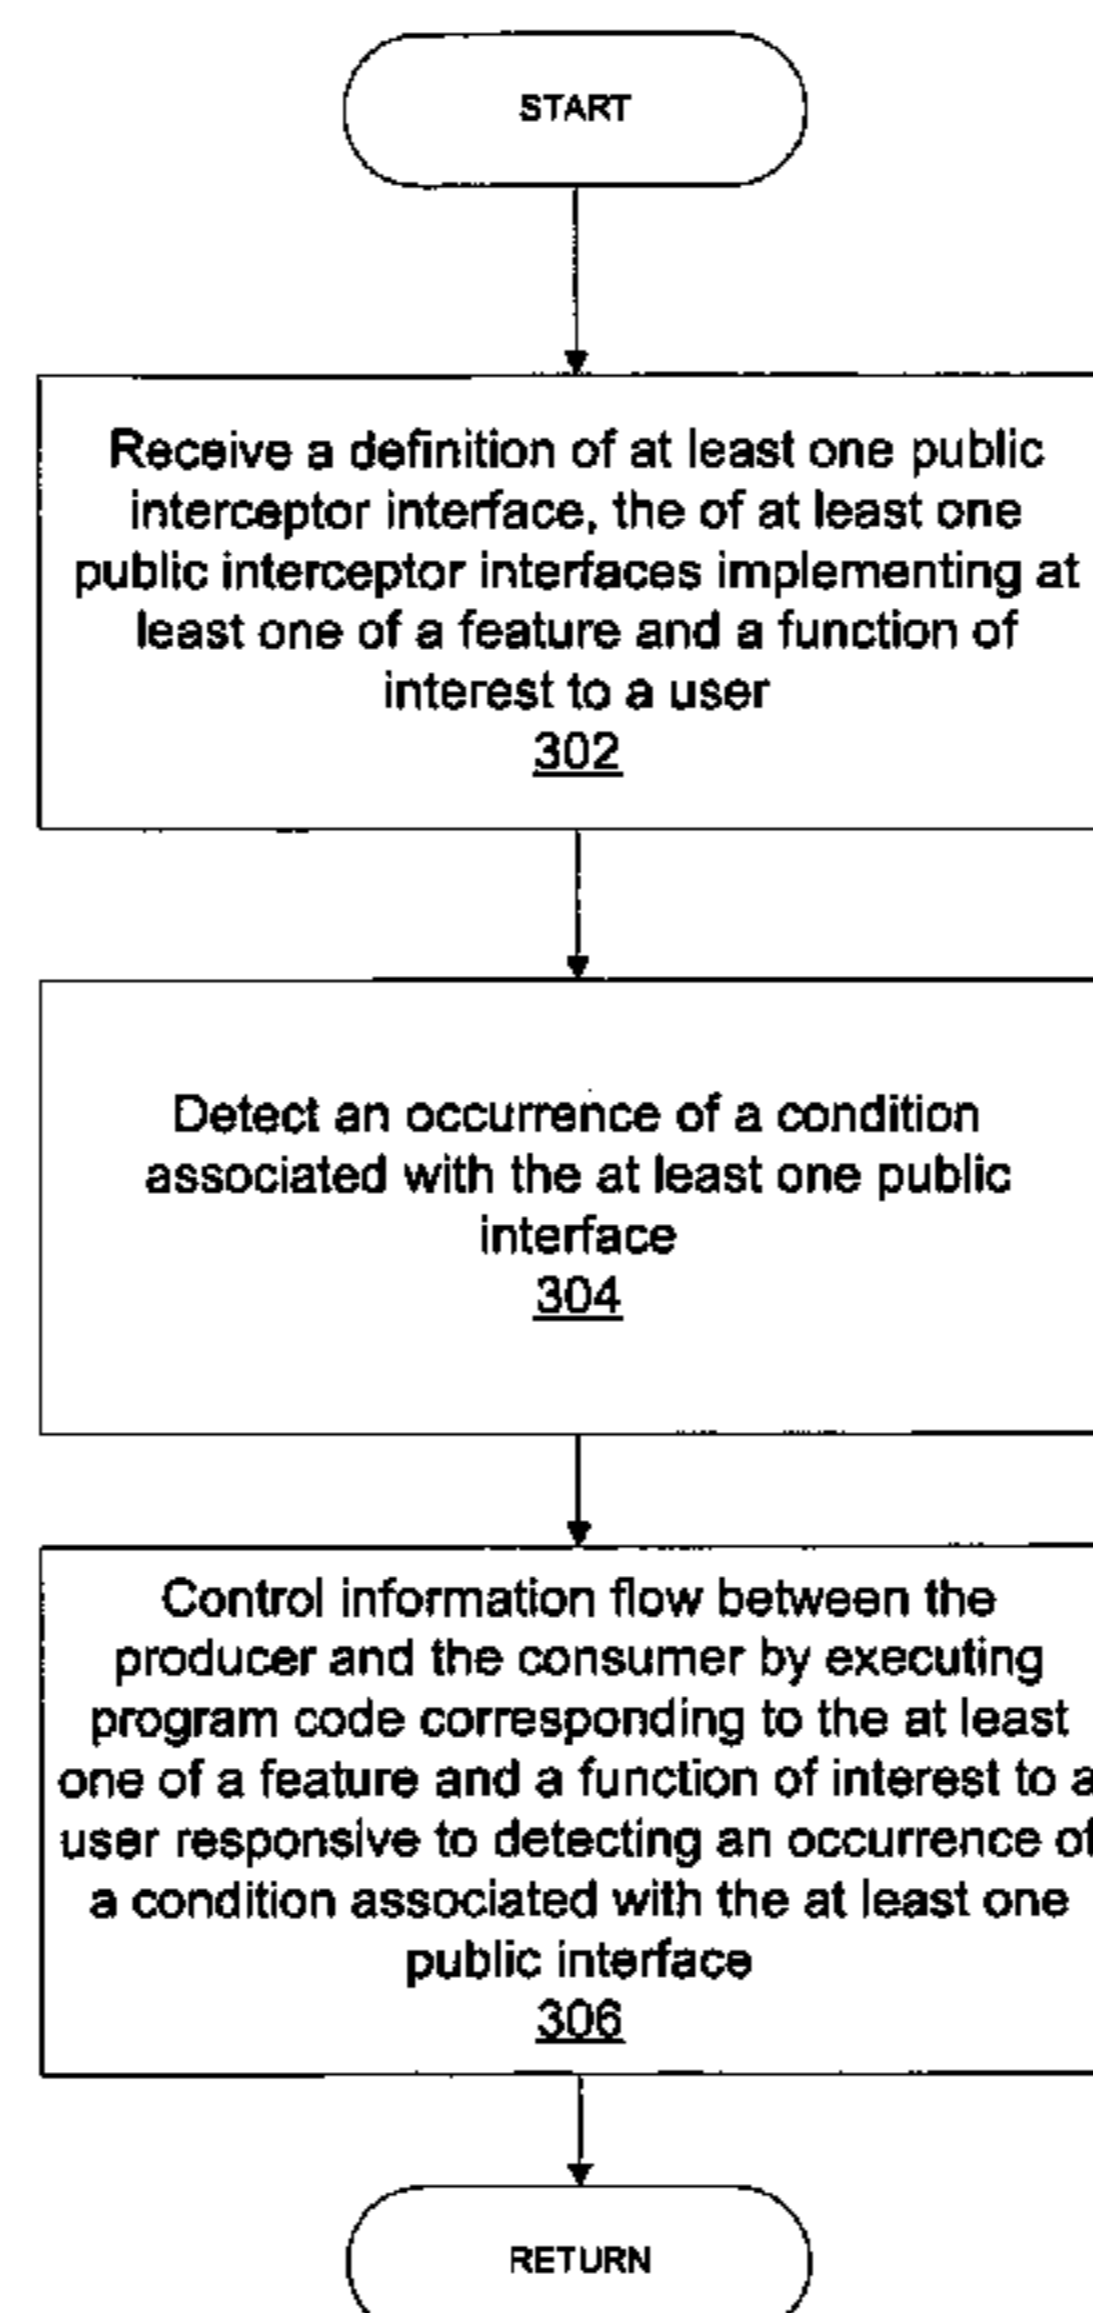 START
Receive a definition of at least one public
interceptor interface, the of at least one
public interceptor interfaces implementing at
least one of a feature and a function of
interest to a user
302
Detect an occurrence of a condition
associated with the at least one public
interface
304
Control information flow between the
producer and the consumer by executing
program code corresponding to the at least
one of a feature and a function of interest to a
user responsive to detecting an occurrence of
a condition associated with the at least one
public interface
306
RETURN